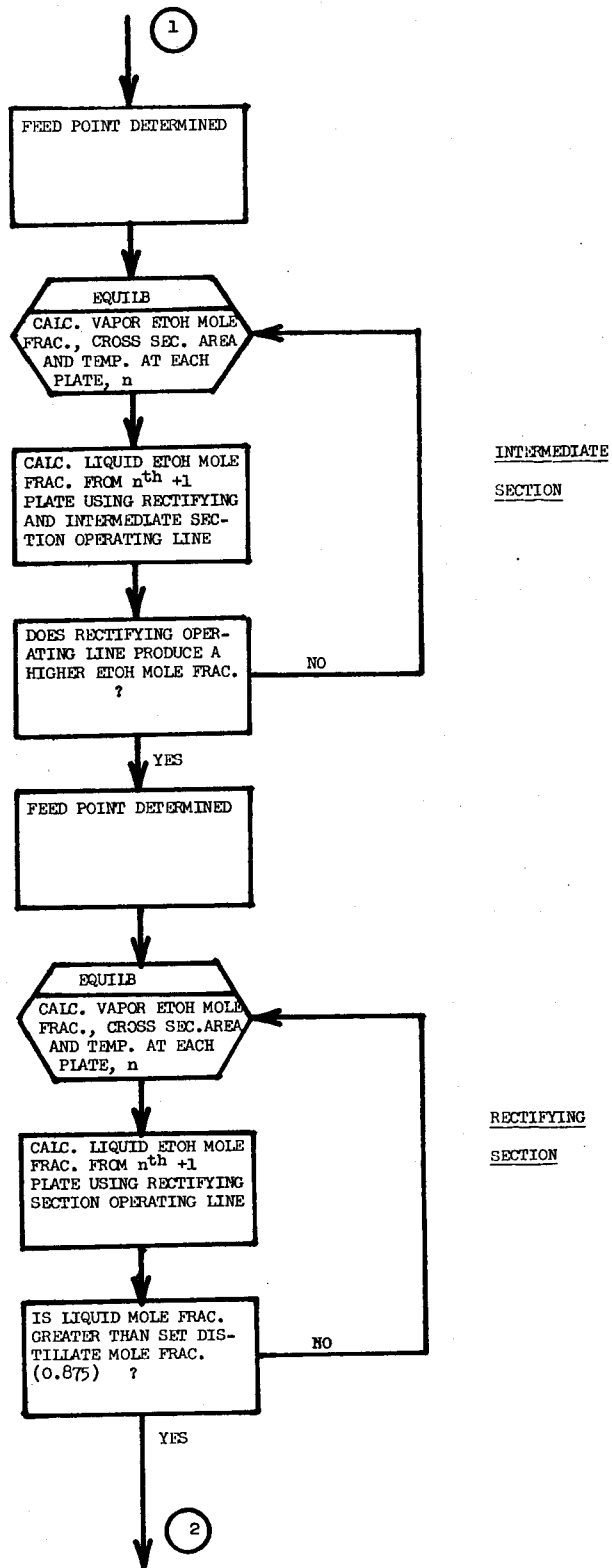 1
FEED POINT DETERMINED
EQUILB
CALC. VAPOR ETOH MOLE
FRAC., CROSS SEC. AREA
AND TEMP. AT EACH
PLATE, n
INTERMEDIATE
SECTION
CALC. LIQUID ETOH MOLE
FRAC. FROM nth +1
PLATE USING RECTIFYING
AND INTERMEDIATE SEC-
TION OPERATING LINE
DOES RECTIFYING OPER-
ATING LINE PRODUCE A
HIGHER ETOH MOLE FRAC.
?
NO
YES
FEED POINT DETERMINED
EQUILB
CALC. VAPOR ETOH MOLE
FRAC., CROSS SEC.AREA
AND TEMP. AT EACH
PLATE, n
RECTIFYING
SECTION
CALC. LIQUID ETOH MOLE
FRAC. FROM nth +1
PLATE USING RECTIFYING
SECTION OPERATING LINE
IS LIQUID MOLE FRAC.
GREATER THAN SET DIS-
TILLATE MOLE FRAC.
(0.875) ?
NO
YES
2